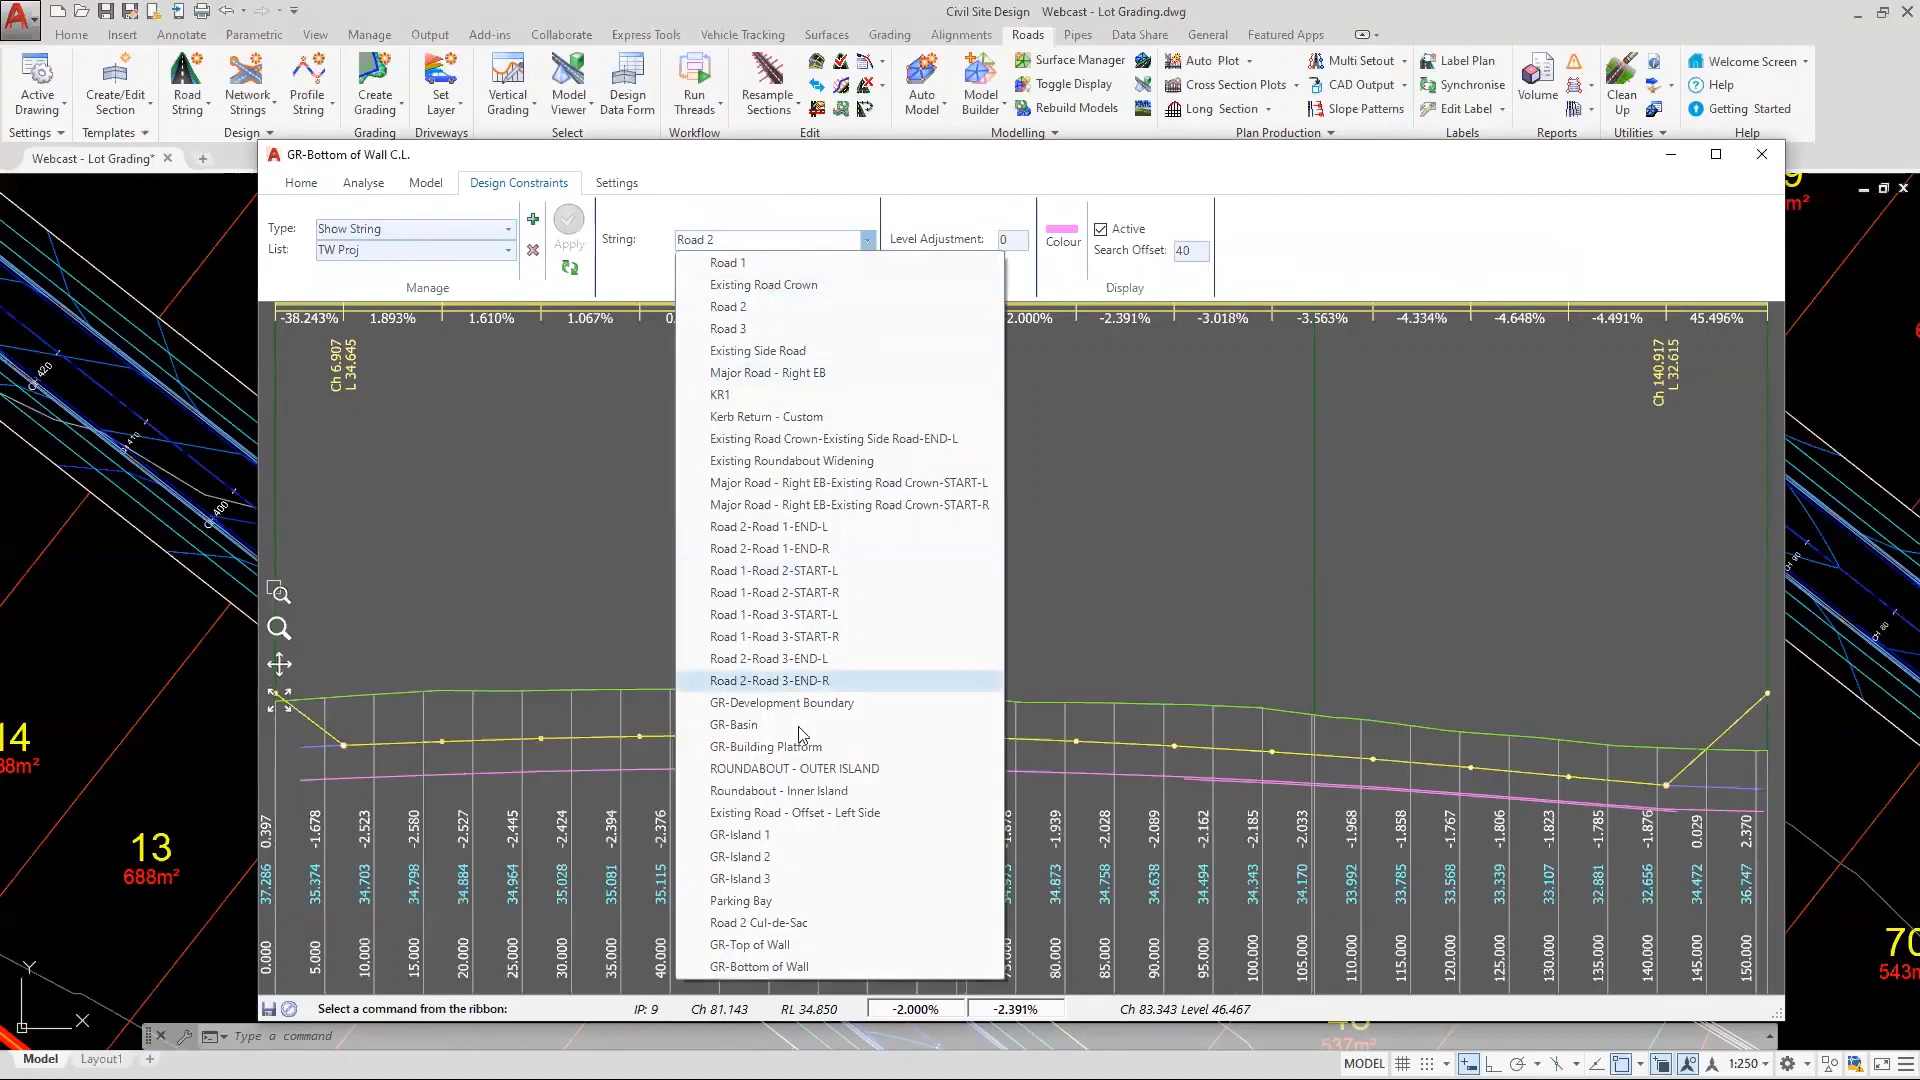 Civil Site Design    Webcast - Lot Grading.dwg
Home Insert Annotate Parametric View Manage Output Add-ins Collaborate Express Tools Vehicle Tracking Surfaces Grading Alignments Roads Pipes Data Share General Featured Apps
Active Drawing
Create/Edit Section
Road String
Network Strings
Profile String
Create Grading
Set Layer
Vertical Grading
Model Viewer
Design Data Form
Run Threads
Resample Sections
Auto Model
Model Builder
Surface Manager
Toggle Display
Rebuild Models
Auto Plot
Cross Section Plots
Long Section
Multi Setout
CAD Output
Slope Patterns
Label Plan
Synchronise
Edit Label
Volume
Clean Up
Welcome Screen
Help
Getting Started
Settings Templates Design Grading Driveways Select Workflow Edit Modelling Plan Production Labels Reports Utilities Help
Webcast - Lot Grading*
GR-Bottom of Wall C.L.
Home Analyse Model Design Constraints Settings
Type: Show String
List: TW Proj
Apply
Manage
String: Road 2
Level Adjustment: 0
Colour
Active
Search Offset: 40
Display
Road 1
Existing Road Crown
Road 2
Road 3
Existing Side Road
Major Road - Right EB
KR1
Kerb Return - Custom
Existing Road Crown-Existing Side Road-END-L
Existing Roundabout Widening
Major Road - Right EB-Existing Road Crown-START-L
Major Road - Right EB-Existing Road Crown-START-R
Road 2-Road 1-END-L
Road 2-Road 1-END-R
Road 1-Road 2-START-L
Road 1-Road 2-START-R
Road 1-Road 3-START-L
Road 1-Road 3-START-R
Road 2-Road 3-END-L
Road 2-Road 3-END-R
GR-Development Boundary
GR-Basin
GR-Building Platform
ROUNDABOUT - OUTER ISLAND
Roundabout - Inner Island
Existing Road - Offset - Left Side
GR-Island 1
GR-Island 2
GR-Island 3
Parking Bay
Road 2 Cul-de-Sac
GR-Top of Wall
GR-Bottom of Wall
-38.243% 1.893% 1.610% 1.067% 2.000% -2.391% -3.018% -3.563% -4.334% -4.648% -4.491% 45.496%
Ch 6.907
L 34.645
Ch 140.917
L 32.615
0.397 -1.678 -2.523 -2.580 -2.527 -2.445 -2.424 -2.394 -2.376 -1.939 -2.028 -2.089 -2.162 -2.185 -2.033 -1.968 -1.858 -1.767 -1.806 -1.823 -1.785 -1.876 0.029 2.370
37.286 35.374 34.703 34.798 34.884 34.964 35.028 35.081 35.115 34.873 34.758 34.638 34.494 34.343 34.170 33.992 33.785 33.568 33.339 33.107 32.881 32.656 34.472 36.747
0.000 5.000 10.000 15.000 20.000 25.000 30.000 35.000 40.000 80.000 85.000 90.000 95.000 100.000 105.000 110.000 115.000 120.000 125.000 130.000 135.000 140.000 145.000 150.000
Select a command from the ribbon:
IP: 9 Ch 81.143 RL 34.850 -2.000% -2.391% Ch 83.343 Level 46.467
CH 420
CH 410
CH 400
CH 90
CH 80
14
13
688m²
543m
537m²
Y
X
Type a command
Model Layout1
MODEL 1:250